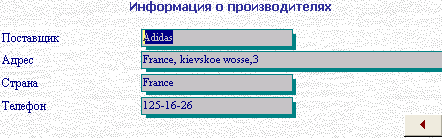 Информация о производителях
Поставщик Adidas
Адрес France, kievskoe wosse,3
Страна France
Телефон 125-16-26